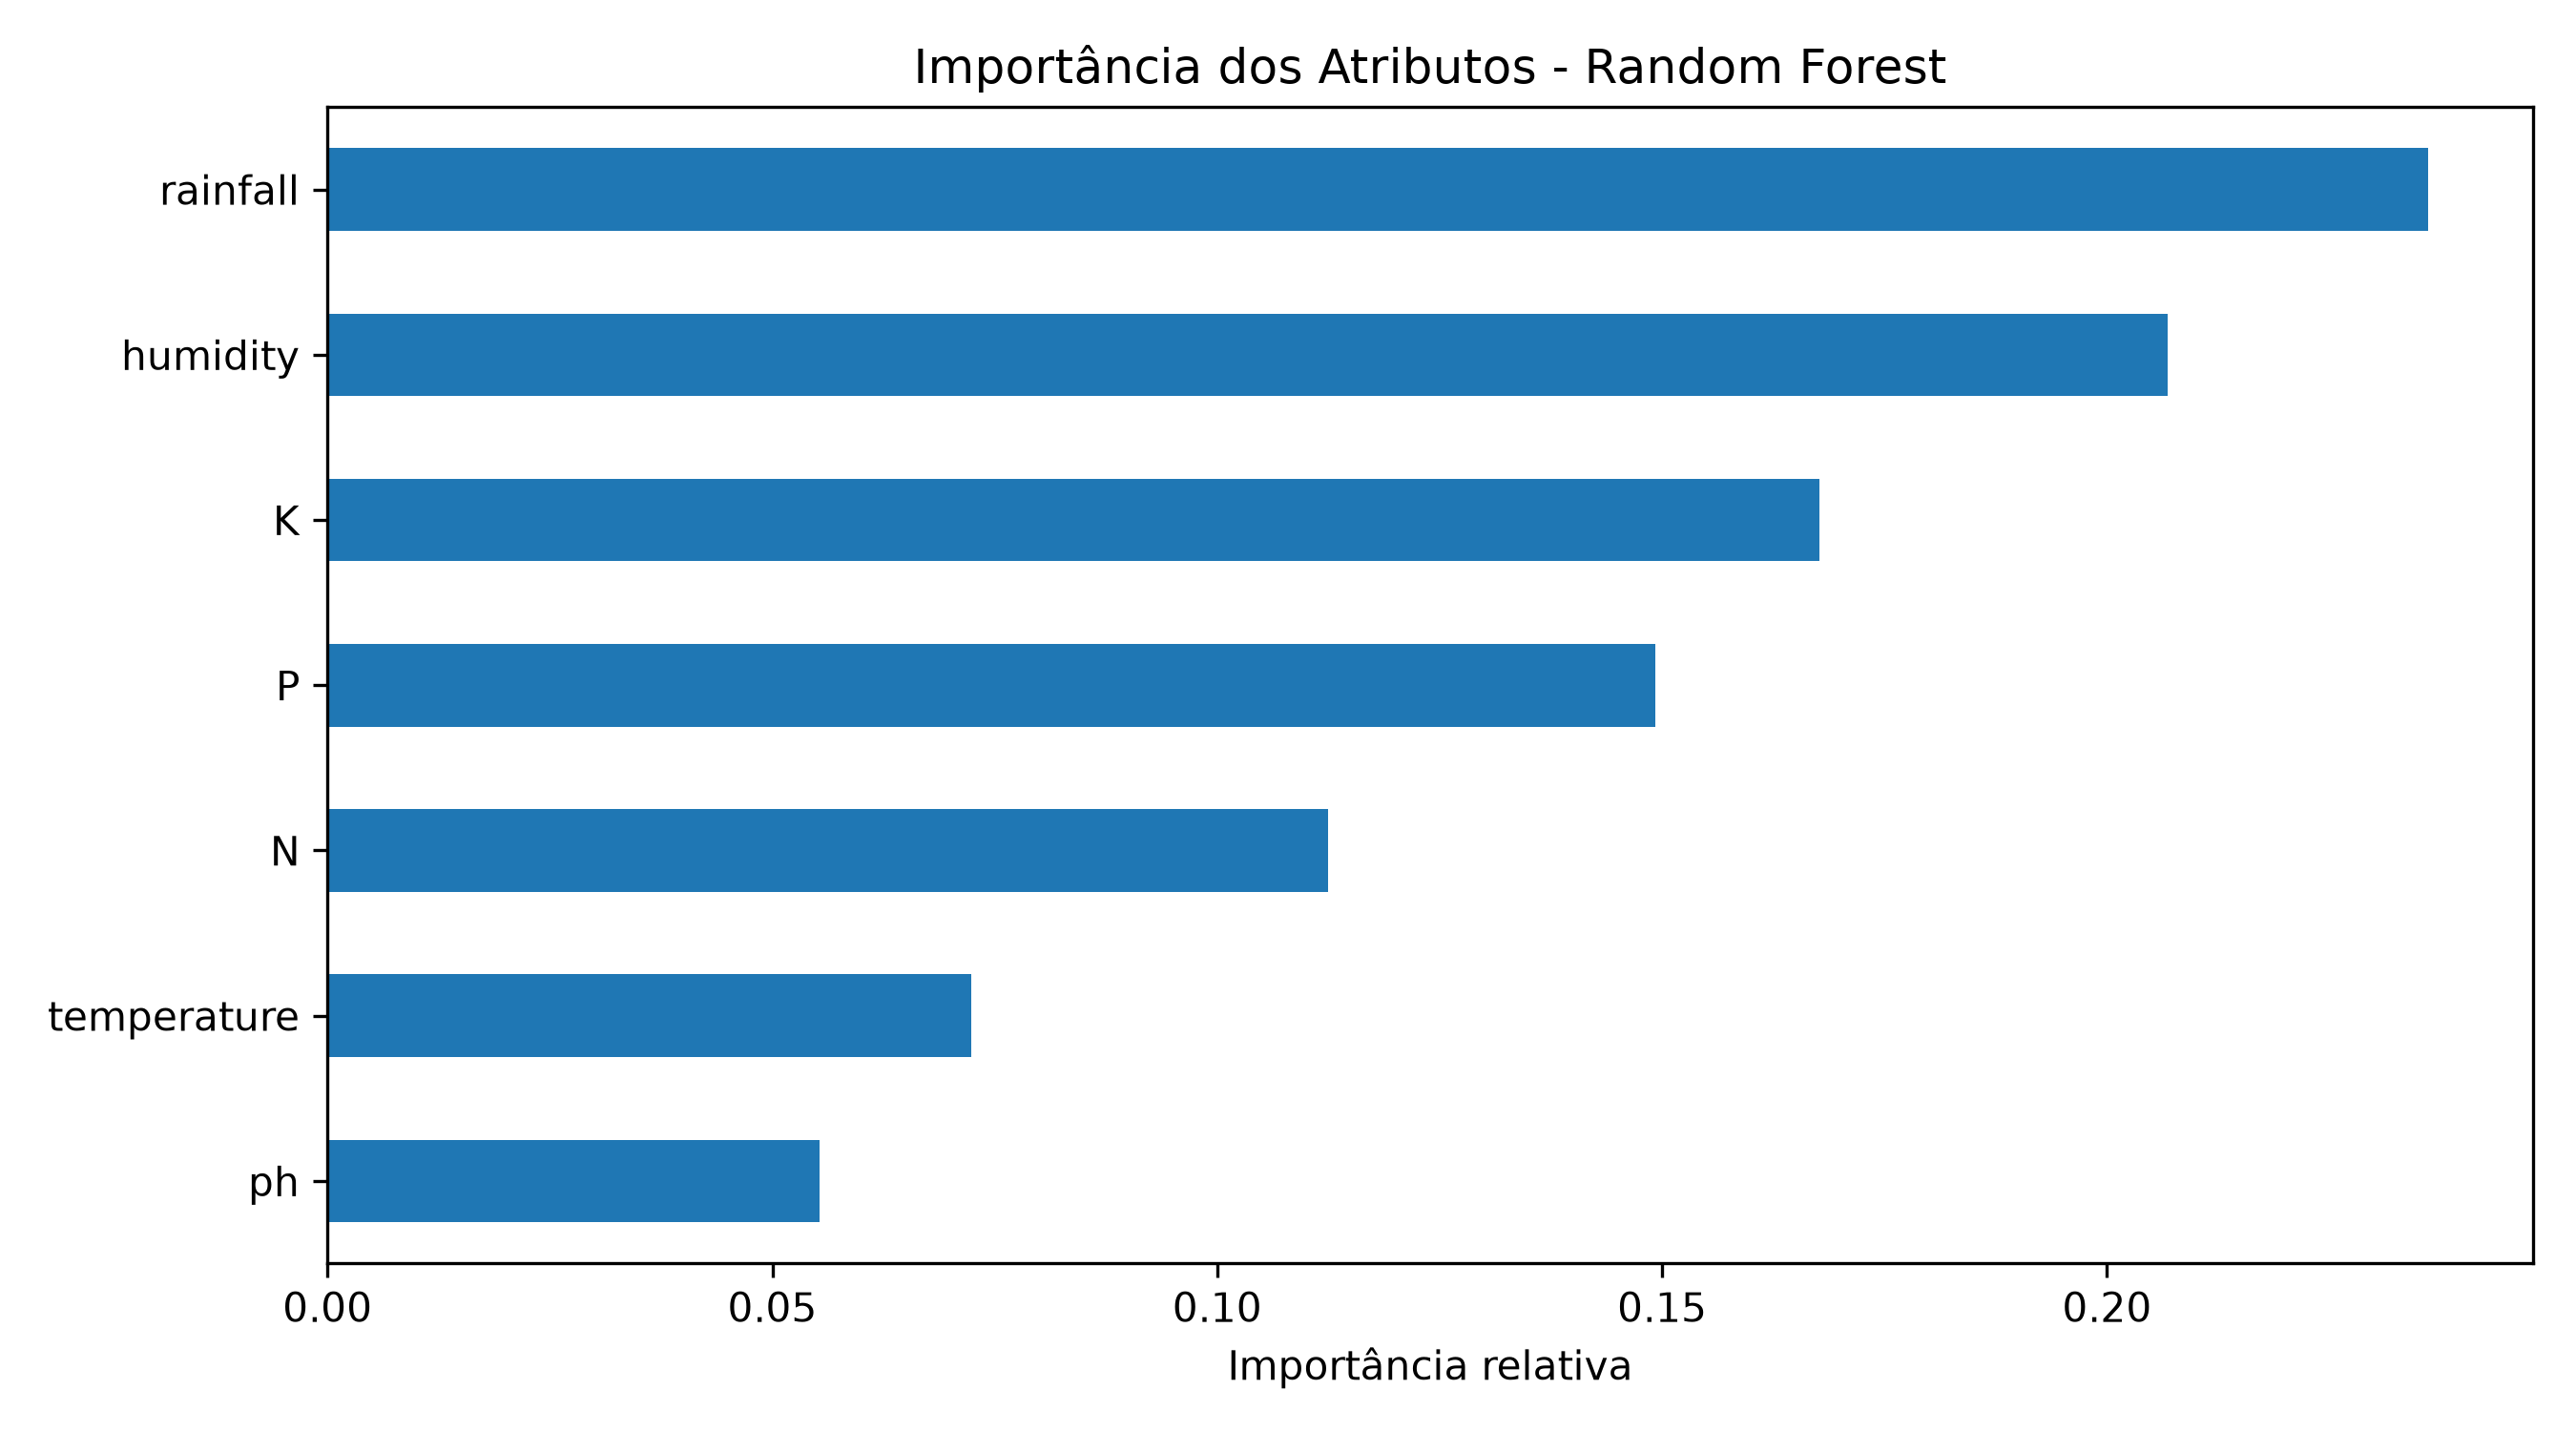 Importância dos Atributos - Random Forest
rainfall
humidity
K
P
N
temperature
ph
0.00 0.05 0.10 0.15 0.20
Importância relativa